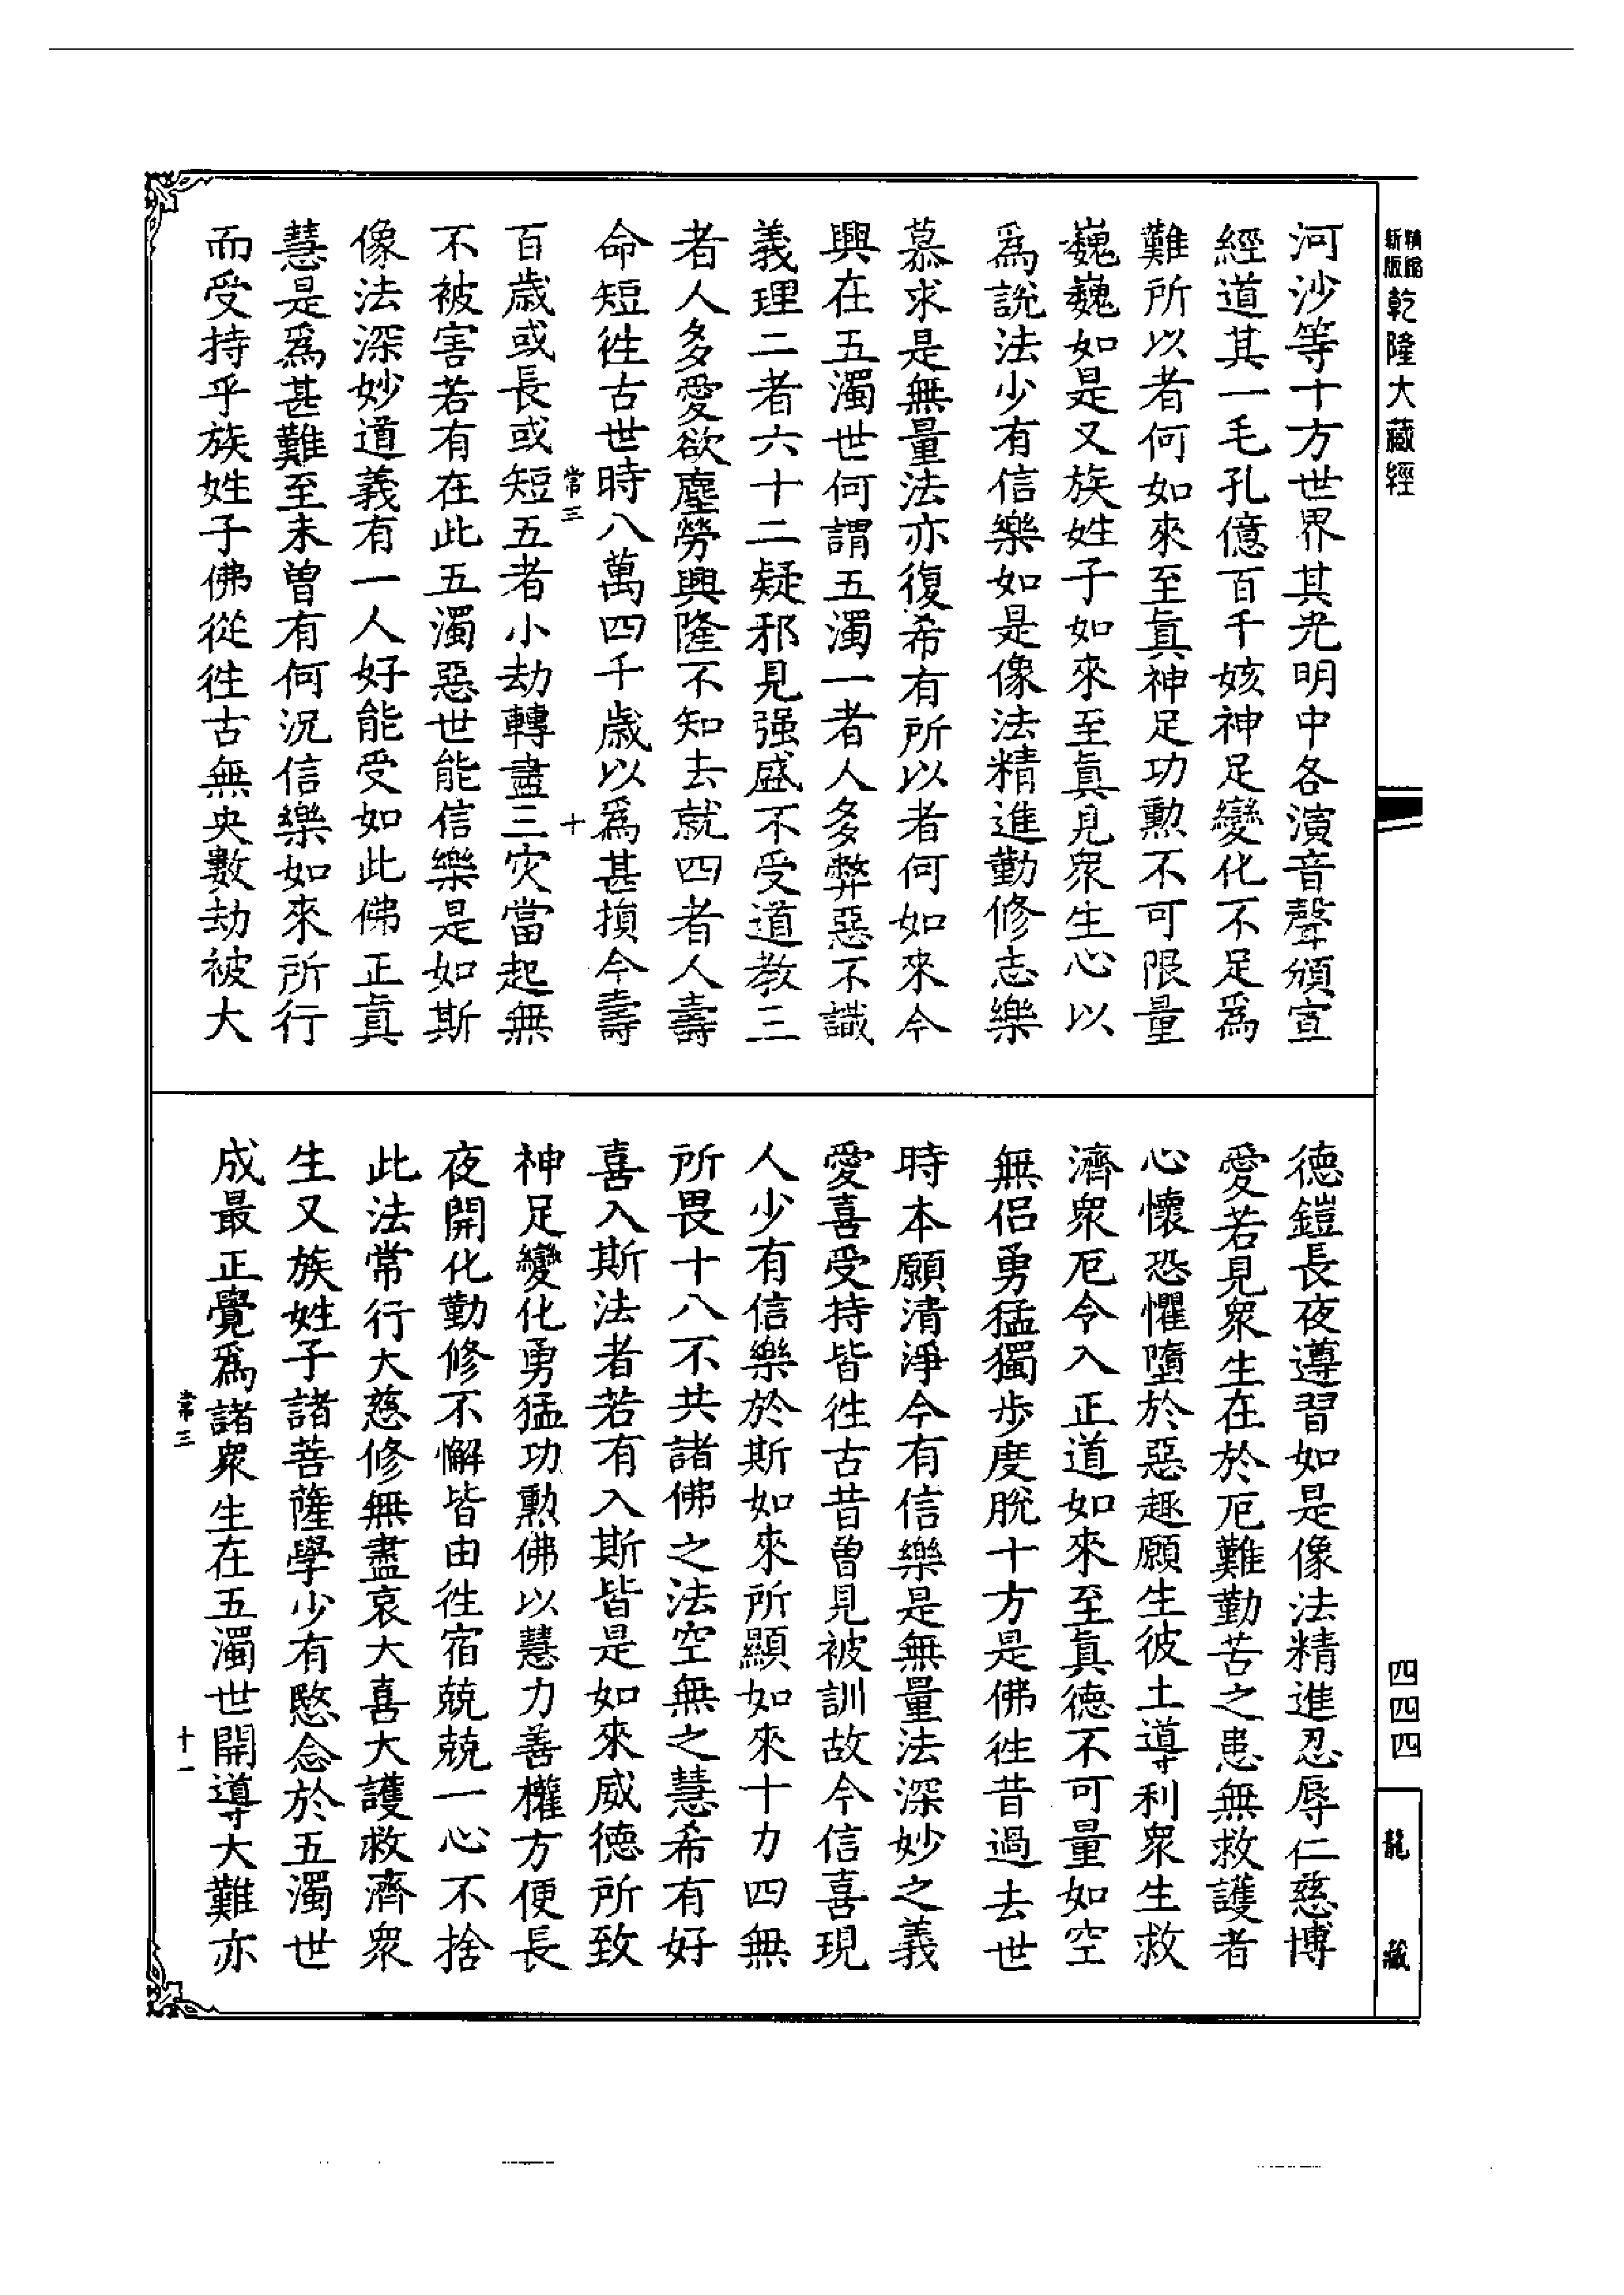 精縮新版乾隆大藏經
河沙等十方世界其光明中各演音聲頒宣
經道其一毛孔億百千姟神足變化不足爲
難所以者何如來至眞神足功勲不可限量
巍巍如是又族姓子如來至眞見衆生心以
爲說法少有信樂如是像法精進勤修志樂
慕求是無量法亦復希有所以者何如來今
興在五濁世何謂五濁一者人多弊惡不識
義理二者六十二疑邪見强盛不受道教三
者人多愛欲塵勞興隆不知去就四者人壽
命短徃古世時八萬四千歳以爲甚損今壽
常三
十
百歳或長或短五者小劫轉盡三災當起無
不被害若有在此五濁惡世能信樂是如斯
像法深妙道義有一人好能受如此佛正眞
慧是爲甚難至未曾有何況信樂如來所行
而受持乎族姓子佛從徃古無央數劫被大
四四四
龍藏
德鎧長夜遵習如是像法精進忍辱仁慈博
愛若見衆生在於厄難勤苦之患無救護者
心懷恐懼墮於惡趣願生彼土導利衆生救
濟衆厄令入正道如來至眞德不可量如空
無侶勇猛獨步度脫十方是佛徃昔過去世
時本願清淨今有信樂是無量法深妙之義
愛喜受持皆徃古昔曾見被訓故今信喜現
人少有信樂於斯如來所顯如來十力四無
所畏十八不共諸佛之法空無之慧希有好
喜入斯法者若有入斯皆是如來威德所致
神足變化勇猛功勲佛以慧力善權方便長
夜開化勤修不懈皆由徃宿兢兢一心不捨
此法常行大慈修無盡哀大喜大護救濟衆
生又族姓子諸菩薩學少有愍念於五濁世
成最正覺爲諸衆生在五濁世開導大難亦
常三
十一